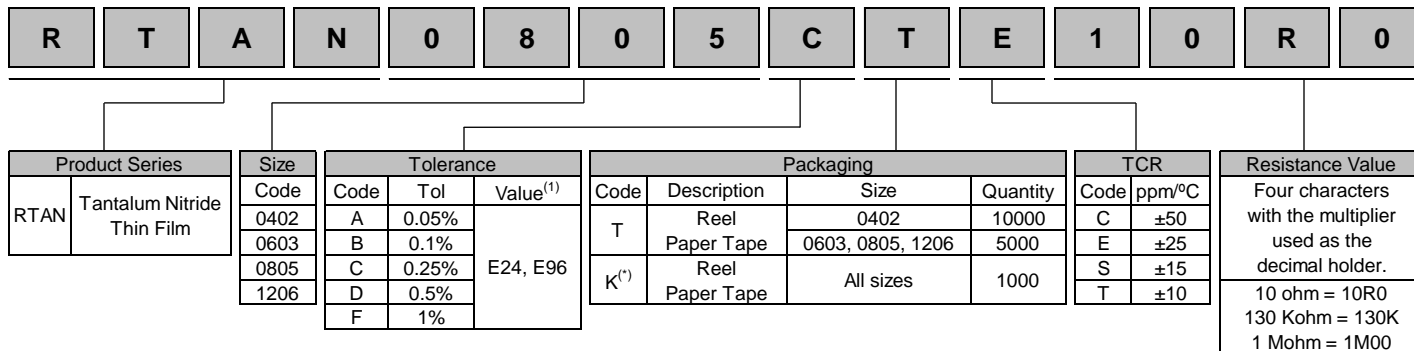 R T A N 0 8 0 5 C T E 1 0 R 0
Product Series
RTAN Tantalum Nitride Thin Film
Size
Code
0402
0603
0805
1206
Tolerance
Code Tol Value(1)
A 0.05% E24, E96
B 0.1%
C 0.25%
D 0.5%
F 1%
Packaging
Code Description Size Quantity
T Reel Paper Tape 0402 10000
0603, 0805, 1206 5000
K(*) Reel Paper Tape All sizes 1000
TCR
Code ppm/ºC
C ±50
E ±25
S ±15
T ±10
Resistance Value
Four characters
with the multiplier
used as the
decimal holder.
10 ohm = 10R0
130 Kohm = 130K
1 Mohm = 1M00